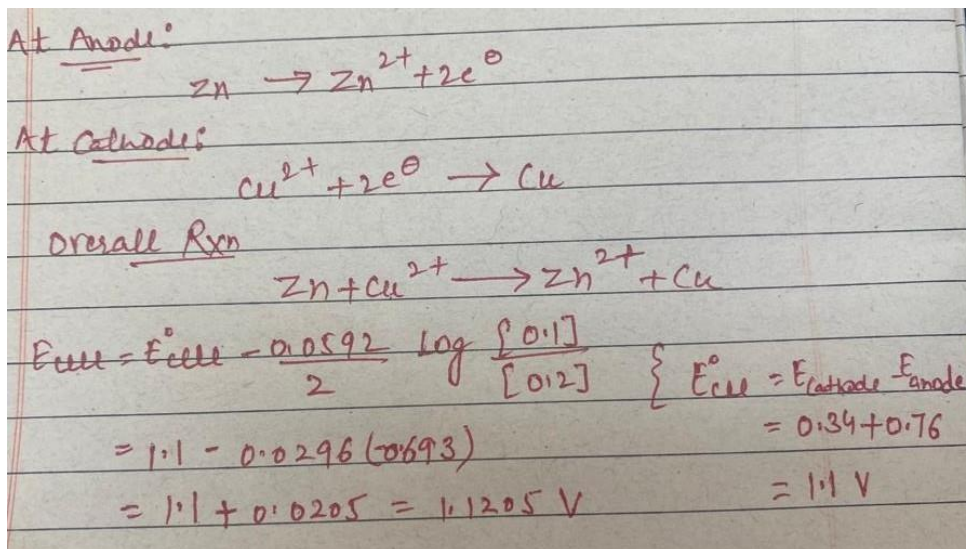 At Anode:
Zn → Zn²⁺ + 2e⊖
At Cathode:
Cu²⁺ + 2e⊖ → Cu
Overall Rxn
Zn + Cu²⁺ → Zn²⁺ + Cu
Ecell = E°cell - 0.0592/2 Log [0.1]/[0.2] { E°cell = Ecathode - Eanode
= 1.1 - 0.0296 (-0.693) = 0.34 + 0.76
= 1.1 + 0.0205 = 1.1205 V = 1.1 V